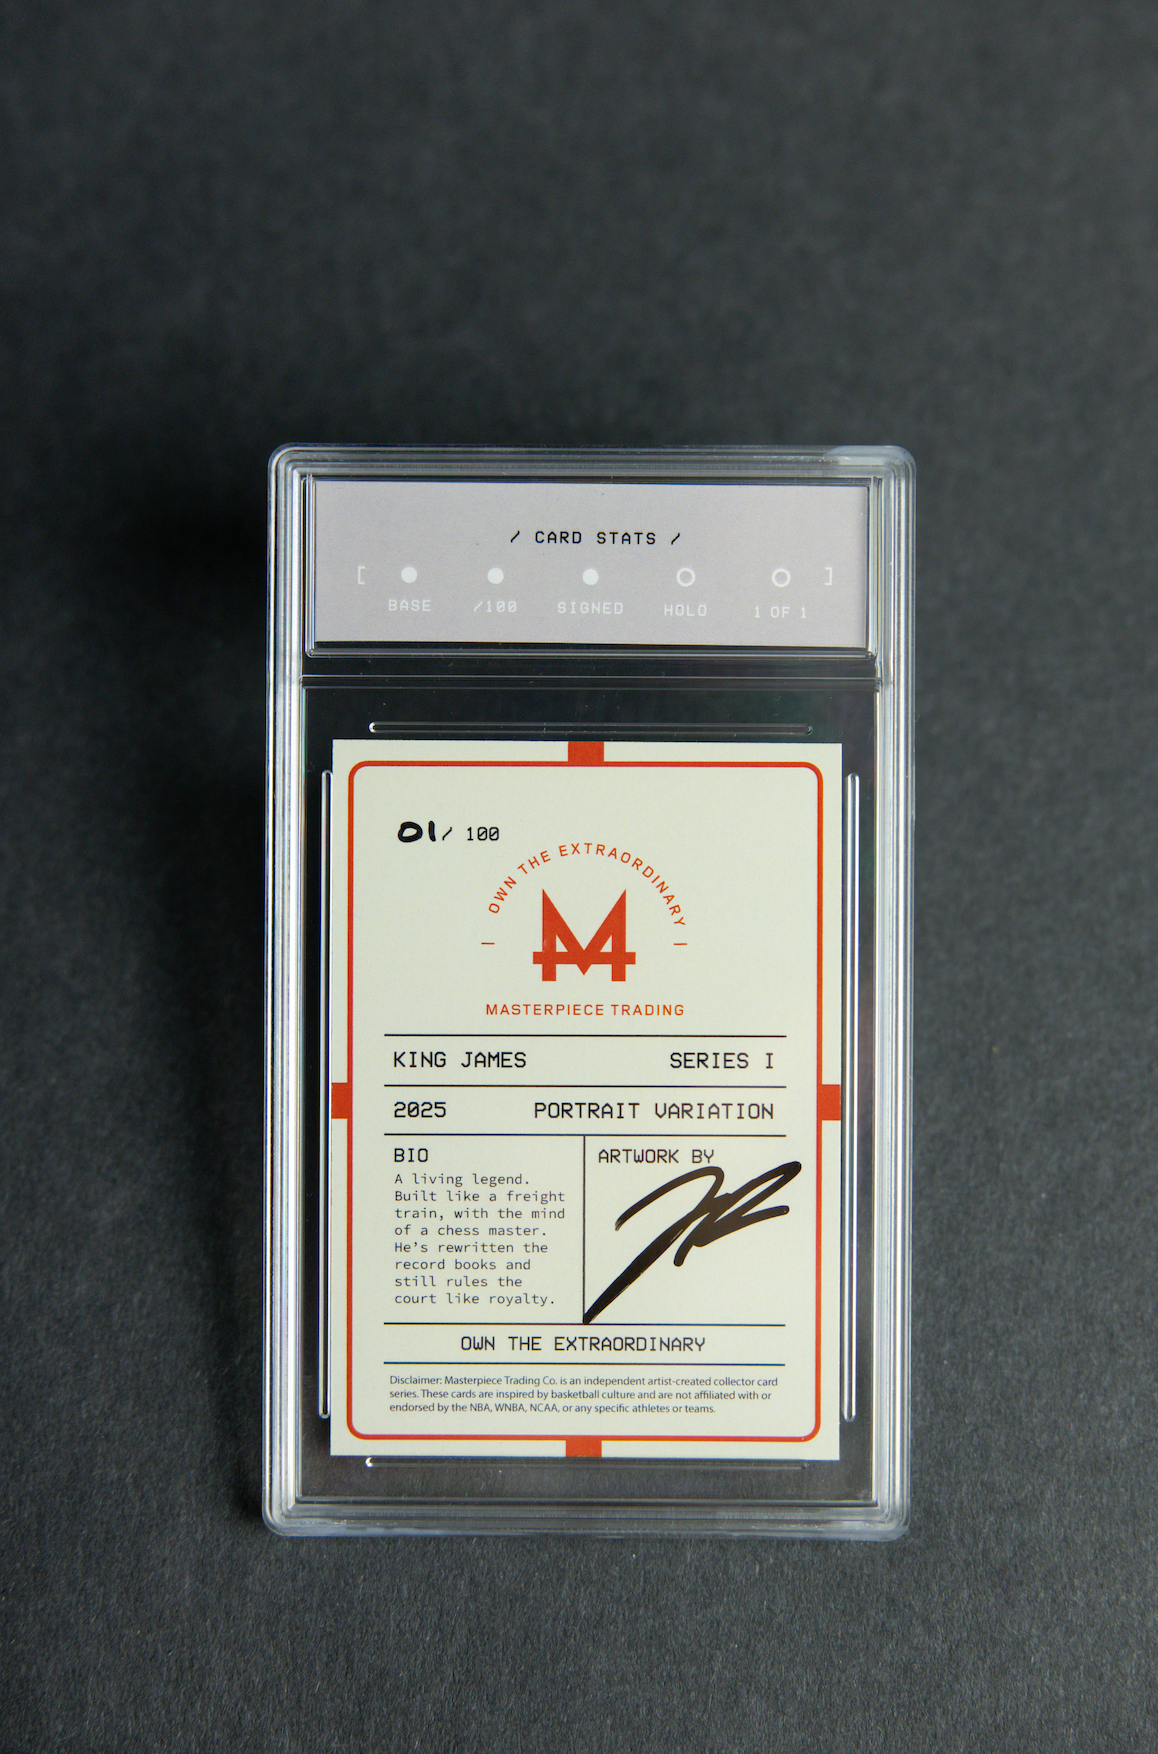 / CARD STATS /
[ BASE /100 SIGNED HOLO 1 OF 1 ]
01/ 100
| OWN THE EXTRAORDINARY |
MASTERPIECE TRADING
KING JAMES SERIES I
2025 PORTRAIT VARIATION
BIO
A living legend.
Built like a freight
train, with the mind
of a chess master.
He's rewritten the
record books and
still rules the
court like royalty.
ARTWORK BY
OWN THE EXTRAORDINARY
Disclaimer: Masterpiece Trading Co. is an independent artist-created collector card
series. These cards are inspired by basketball culture and are not affiliated with or
endorsed by the NBA, WNBA, NCAA, or any specific athletes or teams.